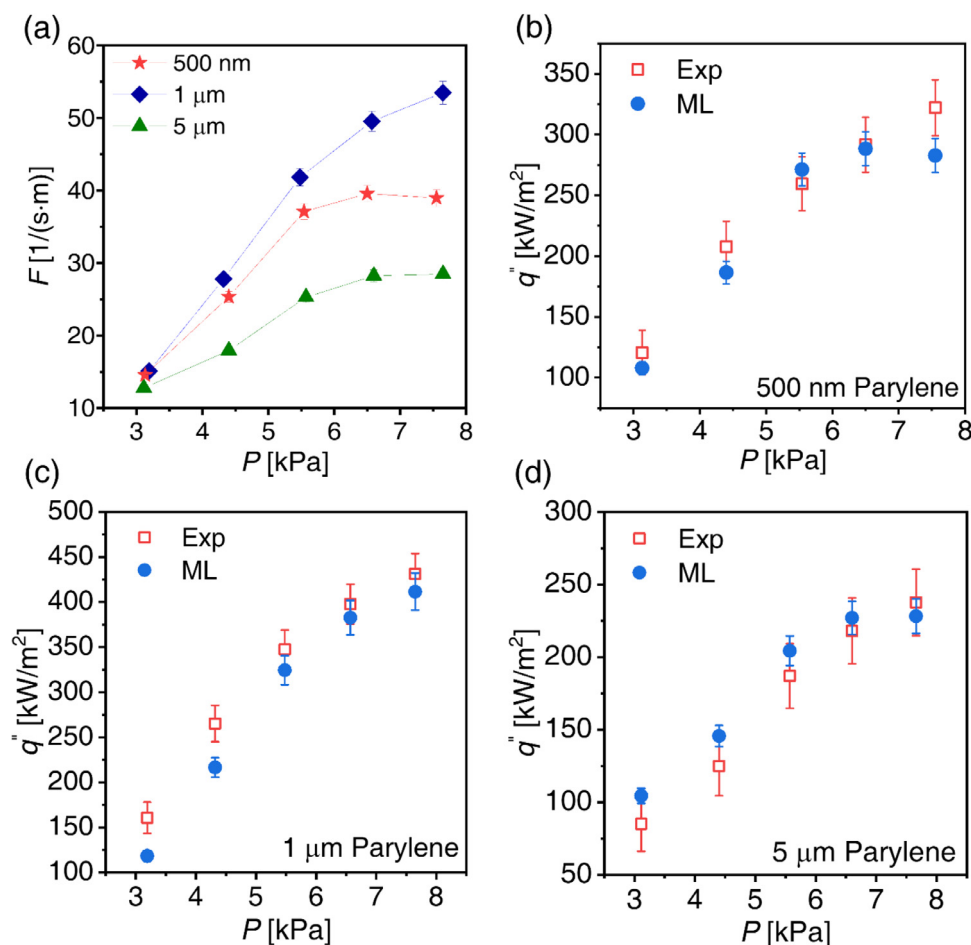 (a)
60
50
40
30
20
10
F [1/(s·m)]
500 nm
1 μm
5 μm
3 4 5 6 7 8
P [kPa]
(b)
350
300
250
200
150
100
q" [kW/m²]
Exp
ML
500 nm Parylene
3 4 5 6 7 8
P [kPa]
(c)
500
450
400
350
300
250
200
150
100
q" [kW/m²]
Exp
ML
1 μm Parylene
3 4 5 6 7 8
P [kPa]
(d)
300
250
200
150
100
50
q" [kW/m²]
Exp
ML
5 μm Parylene
3 4 5 6 7 8
P [kPa]